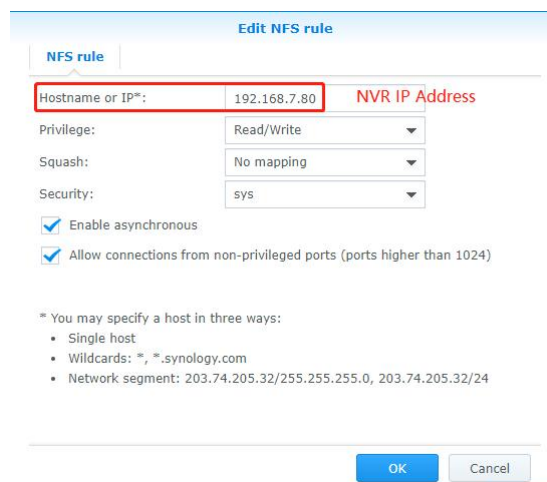 Edit NFS rule
NFS rule
Hostname or IP*: 192.168.7.80 NVR IP Address
Privilege: Read/Write
Squash: No mapping
Security: sys
Enable asynchronous
Allow connections from non-privileged ports (ports higher than 1024)
* You may specify a host in three ways:
• Single host
• Wildcards: *, *.synology.com
• Network segment: 203.74.205.32/255.255.255.0, 203.74.205.32/24
OK Cancel